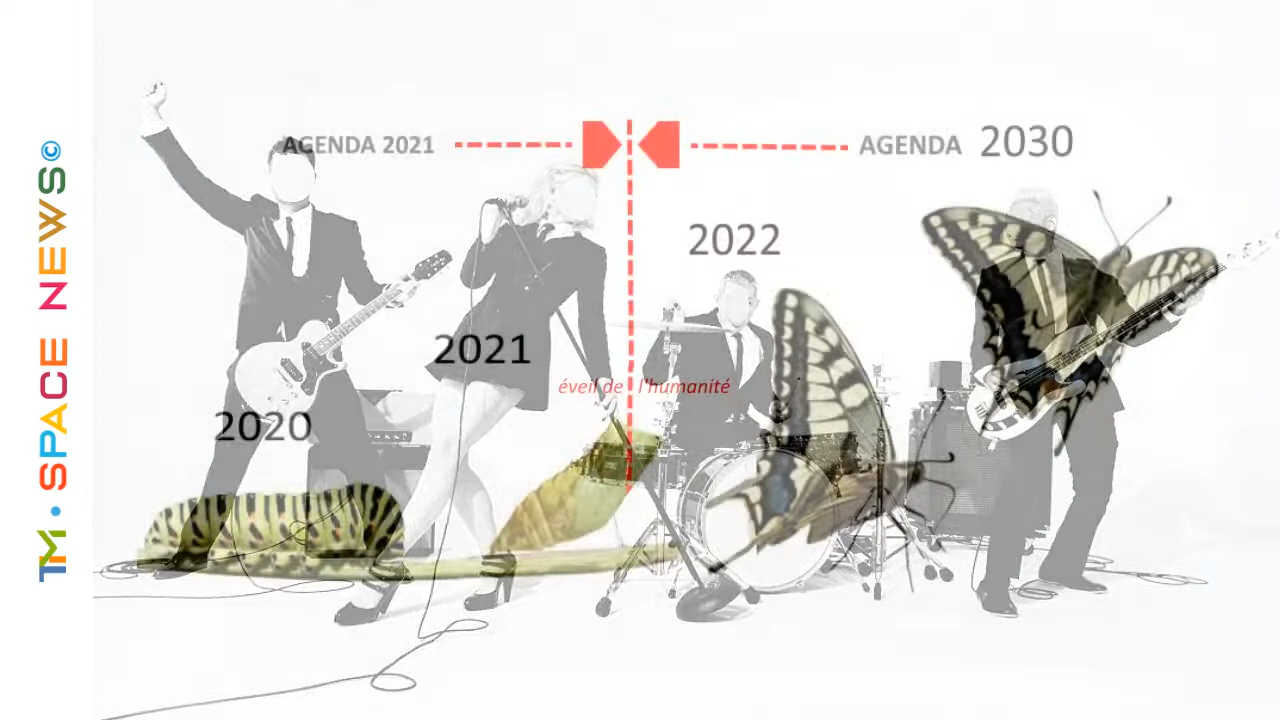 TM • SPACE NEWS©
AGENDA 2021
AGENDA 2030
2022
2021
éveil de l'humanité
2020